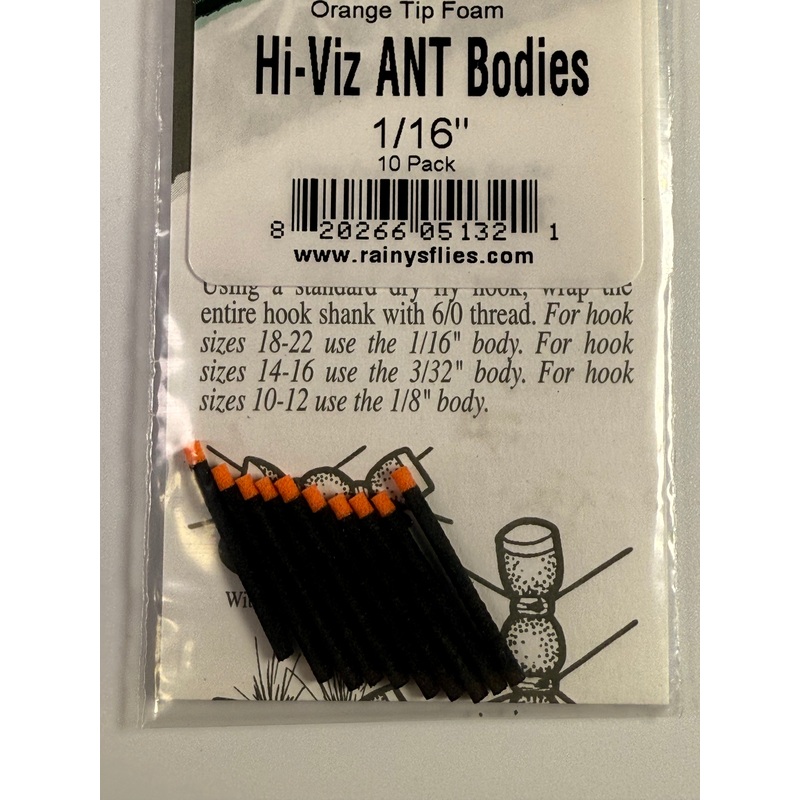 Orange Tip Foam
Hi-Viz ANT Bodies
1/16"
10 Pack
8 20266 05132 1
www.rainysflies.com
Using a standard dry fly hook, wrap the
entire hook shank with 6/0 thread. For hook
sizes 18-22 use the 1/16" body. For hook
sizes 14-16 use the 3/32" body. For hook
sizes 10-12 use the 1/8" body.